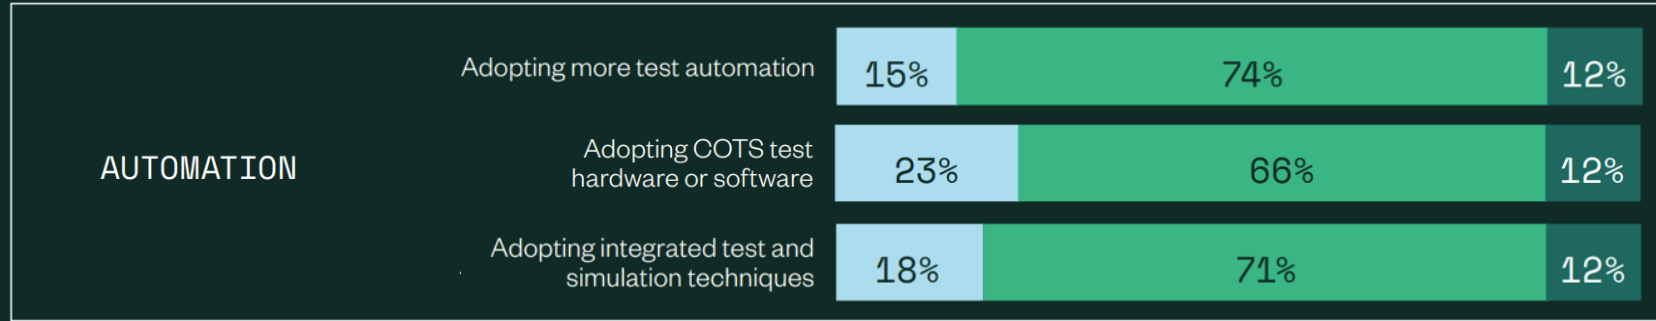 Adopting more test automation
15%
74%
12%
AUTOMATION
Adopting COTS test
hardware or software
23%
66%
12%
Adopting integrated test and
simulation techniques
18%
71%
12%